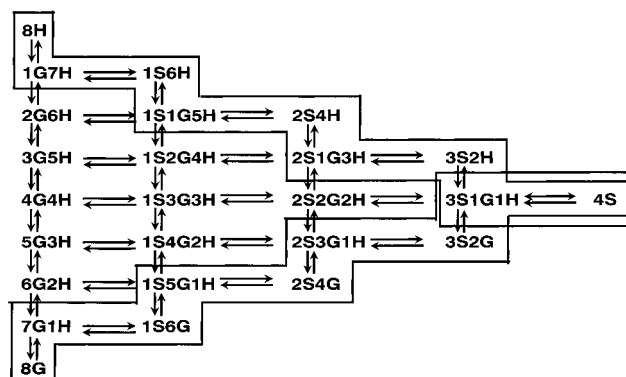 8H
1G7H 1S6H
2G6H 1S1G5H 2S4H
3G5H 1S2G4H 2S1G3H 3S2H
4G4H 1S3G3H 2S2G2H 3S1G1H 4S
5G3H 1S4G2H 2S3G1H 3S2G
6G2H 1S5G1H 2S4G
7G1H 1S6G
8G